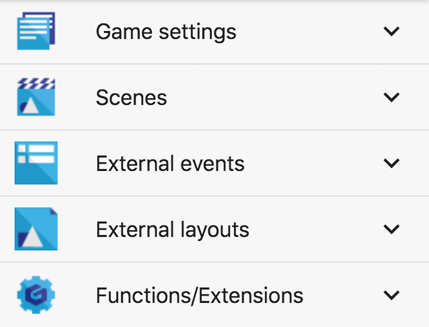 Game settings
Scenes
External events
External layouts
Functions/Extensions